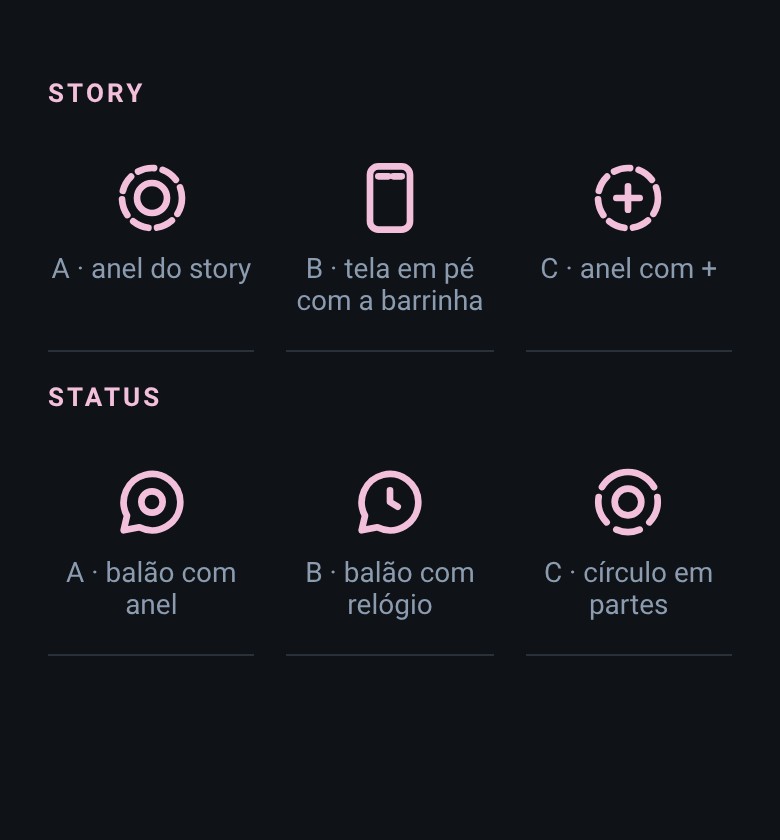 STORY
A · anel do story
B · tela em pé
com a barrinha
C · anel com +
STATUS
A · balão com
anel
B · balão com
relógio
C · círculo em
partes